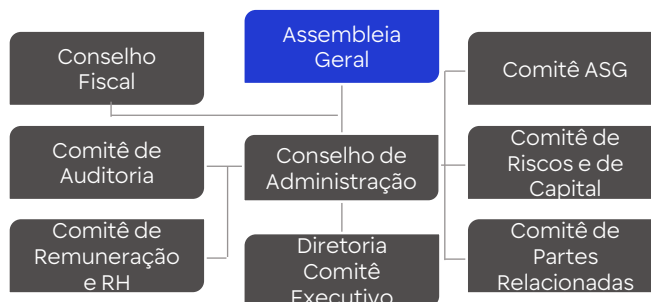 Assembleia
Geral
Conselho
Fiscal
Comitê ASG
Comitê de
Auditoria
Conselho de
Administração
Comitê de
Riscos e de
Capital
Comitê de
Remuneração
e RH
Diretoria
Comitê
Executivo
Comitê de
Partes
Relacionadas